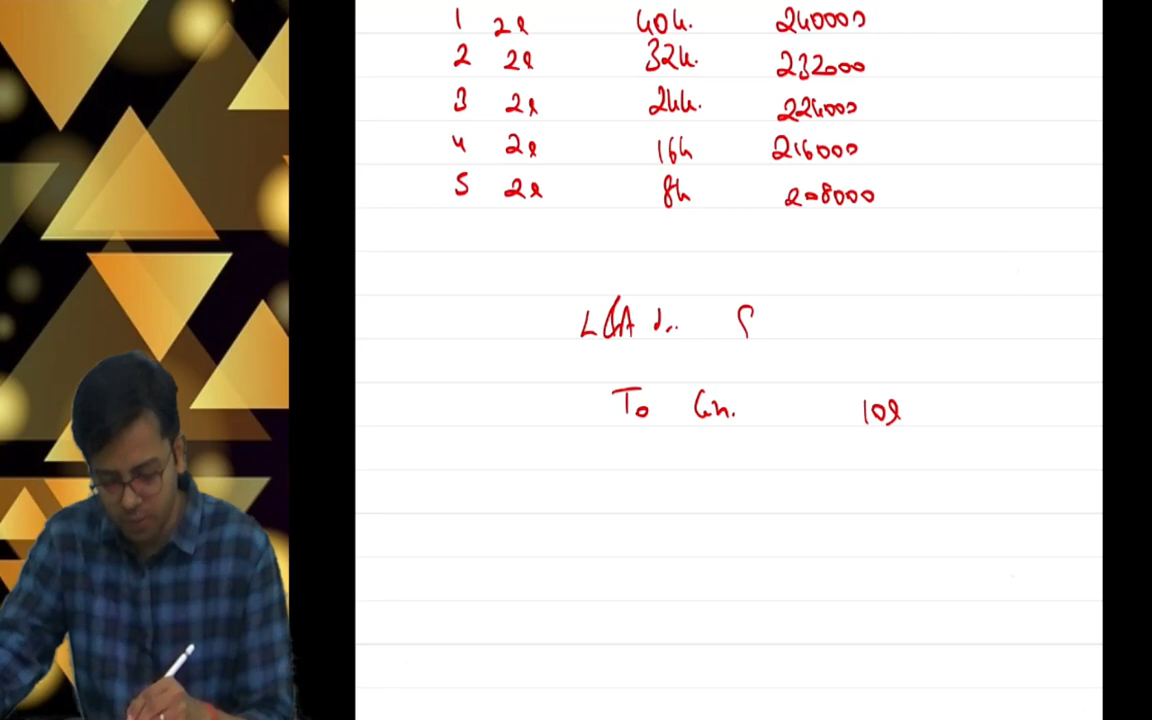 1 2l 40k. 240000
2 2l 32k. 232000
3 2l 24k. 224000
4 2l 16k 216000
5 2l 8k 208000
To 10l